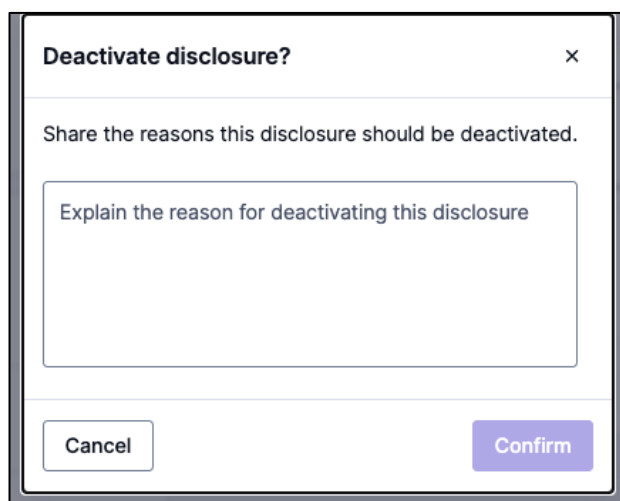 Deactivate disclosure?
×
Share the reasons this disclosure should be deactivated.
Explain the reason for deactivating this disclosure
Cancel
Confirm